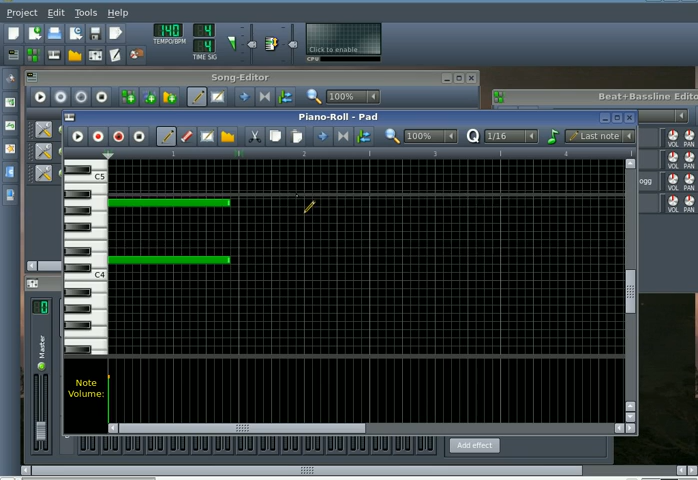 Project Edit Tools Help
140
TEMPO/BPM
4
4
TIME SIG
Click to enable
CPU
Song-Editor
100%
Beat+Bassline Edito
Piano-Roll - Pad
100%
Q 1/16
Last note
1 2 3 4
C5
C4
ogg
VOL PAN
VOL PAN
VOL PAN
VOL PAN
0
Master
Note
Volume:
Add effect